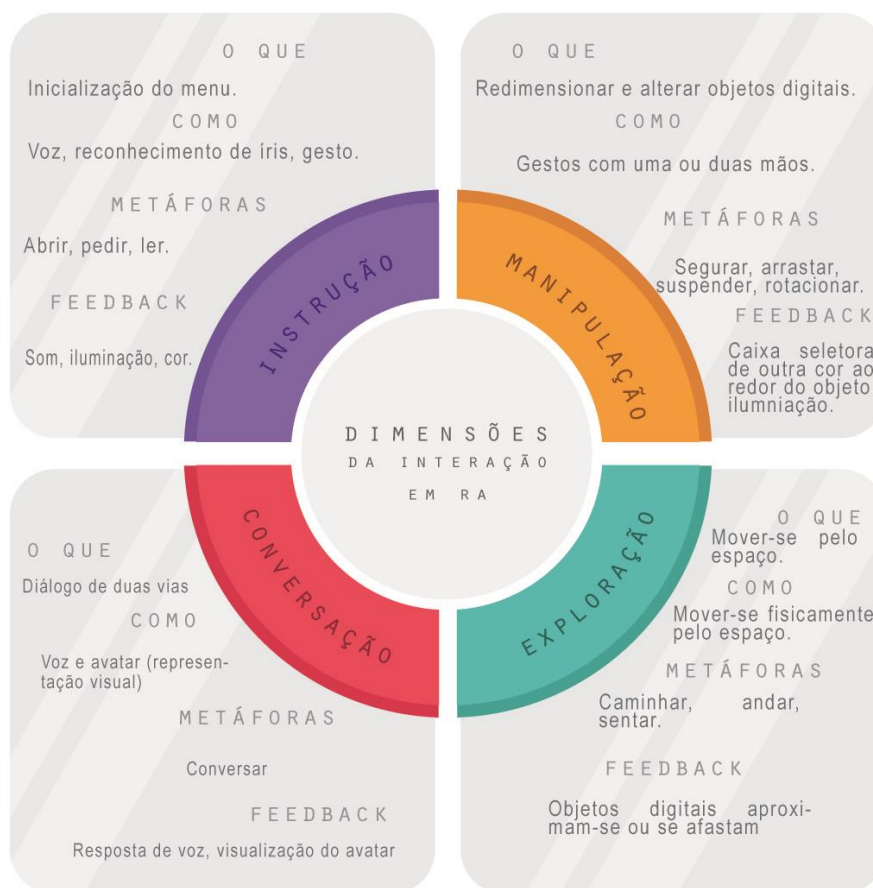 O QUE
Inicialização do menu.
COMO
Voz, reconhecimento de íris, gesto.
METÁFORAS
Abrir, pedir, ler.
FEEDBACK
Som, iluminação, cor.
INSTRUÇÃO
O QUE
Redimensionar e alterar objetos digitais.
COMO
Gestos com uma ou duas mãos.
METÁFORAS
Segurar, arrastar,
suspender, rotacionar.
FEEDBACK
Caixa seletora
de outra cor ao
redor do objeto
ilumniação.
MANIPULAÇÃO
DIMENSÕES
DA INTERAÇÃO
EM RA
O QUE
Diálogo de duas vias
COMO
Voz e avatar (represen-
tação visual)
METÁFORAS
Conversar
FEEDBACK
Resposta de voz, visualização do avatar
CONVERSAÇÃO
O QUE
Mover-se pelo
espaço.
COMO
Mover-se fisicamente
pelo espaço.
METÁFORAS
Caminhar, andar,
sentar.
FEEDBACK
Objetos digitais aproxi-
mam-se ou se afastam
EXPLORAÇÃO